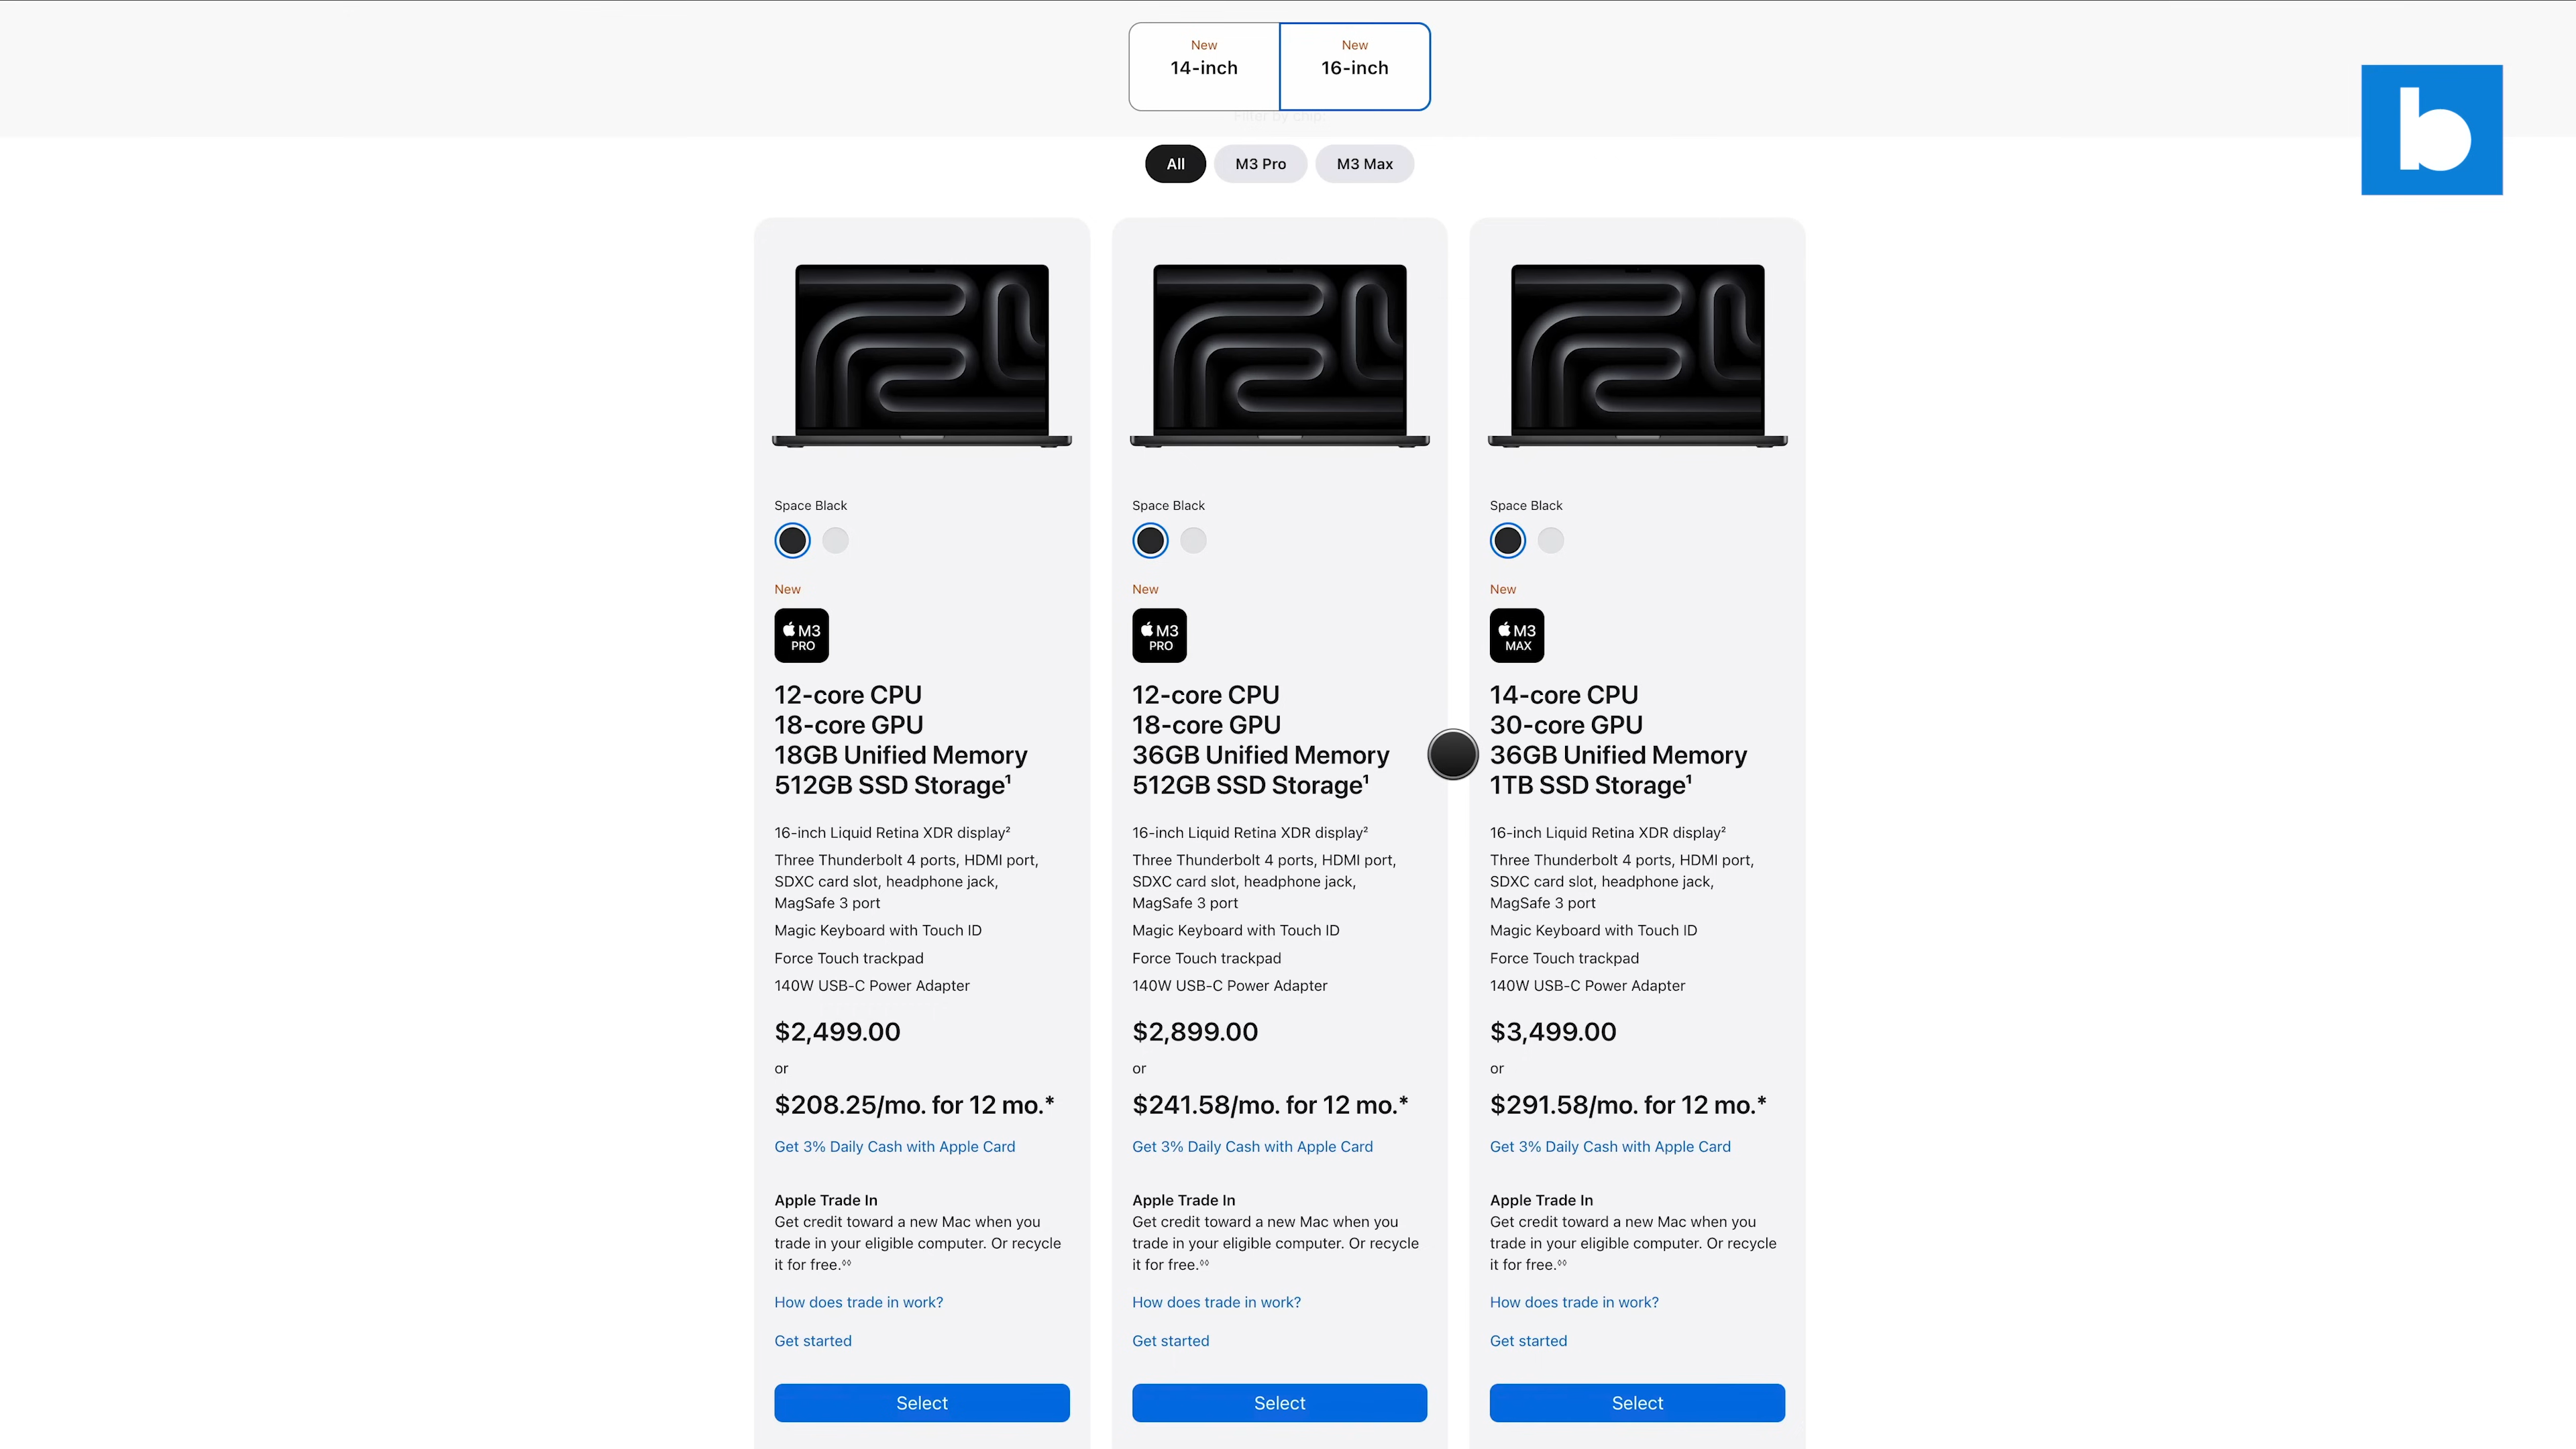 New
14-inch
New
16-inch
Filter by chip:
All
M3 Pro
M3 Max
b
Space Black
New
M3
PRO
12-core CPU
18-core GPU
18GB Unified Memory
512GB SSD Storage¹
16-inch Liquid Retina XDR display²
Three Thunderbolt 4 ports, HDMI port,
SDXC card slot, headphone jack,
MagSafe 3 port
Magic Keyboard with Touch ID
Force Touch trackpad
140W USB-C Power Adapter
$2,499.00
or
$208.25/mo. for 12 mo.*
Get 3% Daily Cash with Apple Card
Apple Trade In
Get credit toward a new Mac when you
trade in your eligible computer. Or recycle
it for free.◊◊
How does trade in work?
Get started
Select
Space Black
New
M3
PRO
12-core CPU
18-core GPU
36GB Unified Memory
512GB SSD Storage¹
16-inch Liquid Retina XDR display²
Three Thunderbolt 4 ports, HDMI port,
SDXC card slot, headphone jack,
MagSafe 3 port
Magic Keyboard with Touch ID
Force Touch trackpad
140W USB-C Power Adapter
$2,899.00
or
$241.58/mo. for 12 mo.*
Get 3% Daily Cash with Apple Card
Apple Trade In
Get credit toward a new Mac when you
trade in your eligible computer. Or recycle
it for free.◊◊
How does trade in work?
Get started
Select
Space Black
New
M3
MAX
14-core CPU
30-core GPU
36GB Unified Memory
1TB SSD Storage¹
16-inch Liquid Retina XDR display²
Three Thunderbolt 4 ports, HDMI port,
SDXC card slot, headphone jack,
MagSafe 3 port
Magic Keyboard with Touch ID
Force Touch trackpad
140W USB-C Power Adapter
$3,499.00
or
$291.58/mo. for 12 mo.*
Get 3% Daily Cash with Apple Card
Apple Trade In
Get credit toward a new Mac when you
trade in your eligible computer. Or recycle
it for free.◊◊
How does trade in work?
Get started
Select